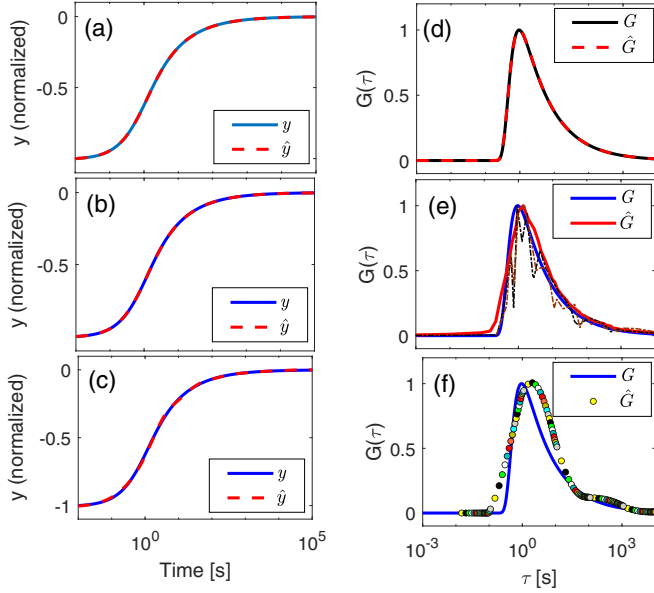 (a)
y (normalized)
0
-0.5
y
ŷ
(b)
y (normalized)
0
-0.5
y
ŷ
(c)
y (normalized)
0
-0.5
-1
y
ŷ
10^0
10^5
Time [s]
(d)
G(τ)
1
0.5
0
G
Ĝ
(e)
G(τ)
1
0.5
0
G
Ĝ
(f)
G(τ)
1
0.5
0
G
Ĝ
10^-3
10^0
10^3
τ [s]